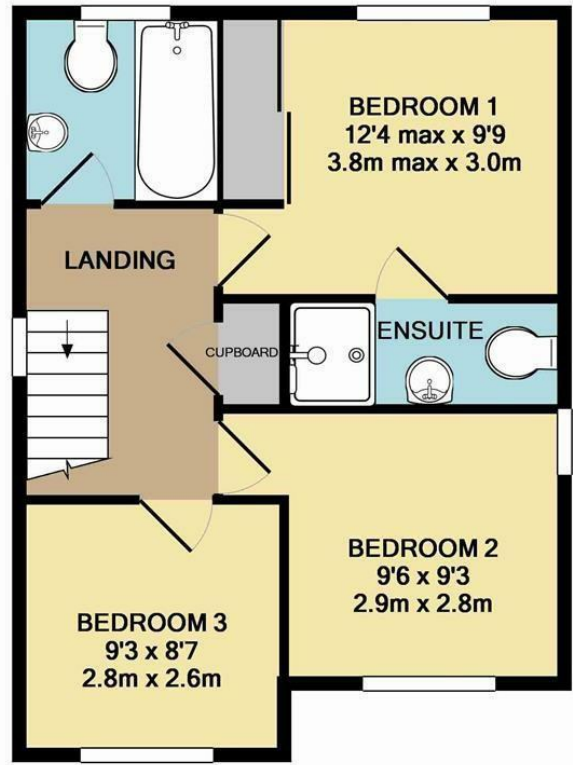 BEDROOM 1
12'4 max x 9'9
3.8m max x 3.0m
LANDING
ENSUITE
CUPBOARD
BEDROOM 2
9'6 x 9'3
2.9m x 2.8m
BEDROOM 3
9'3 x 8'7
2.8m x 2.6m